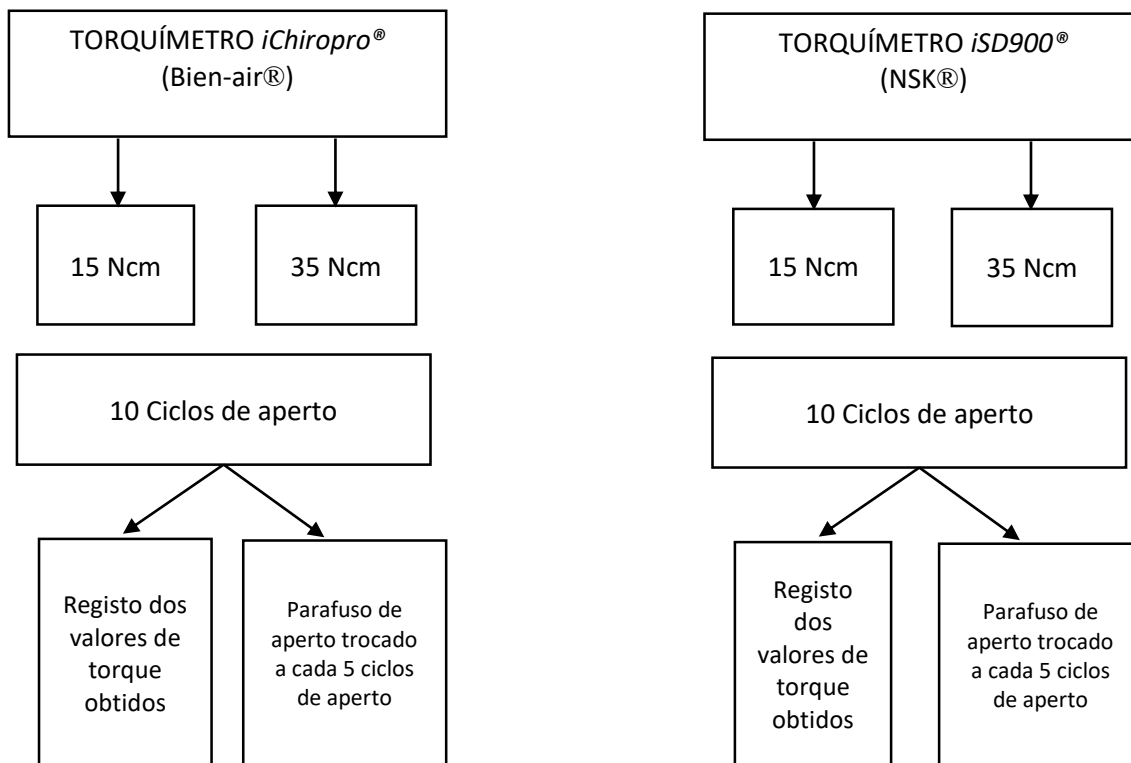 TORQUÍMETRO iChiropro®
(Bien-air®)
15 Ncm
35 Ncm
10 Ciclos de aperto
Registo dos
valores de
torque
obtidos
Parafuso de
aperto trocado
a cada 5 ciclos
de aperto
TORQUÍMETRO iSD900®
(NSK®)
15 Ncm
35 Ncm
10 Ciclos de aperto
Registo
dos
valores de
torque
obtidos
Parafuso de
aperto trocado
a cada 5 ciclos
de aperto